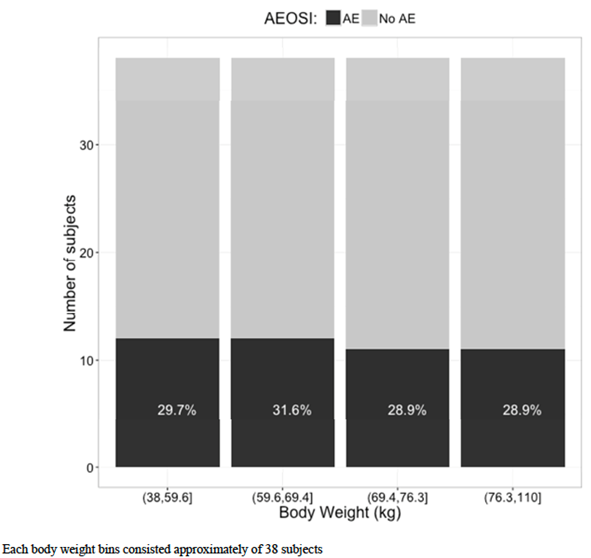 AEOSI: AE No AE
Number of subjects
30
20
10
0
29.7% 31.6% 28.9% 28.9%
(38,59.6] (59.6,69.4] (69.4,76.3] (76.3,110]
Body Weight (kg)
Each body weight bins consisted approximately of 38 subjects